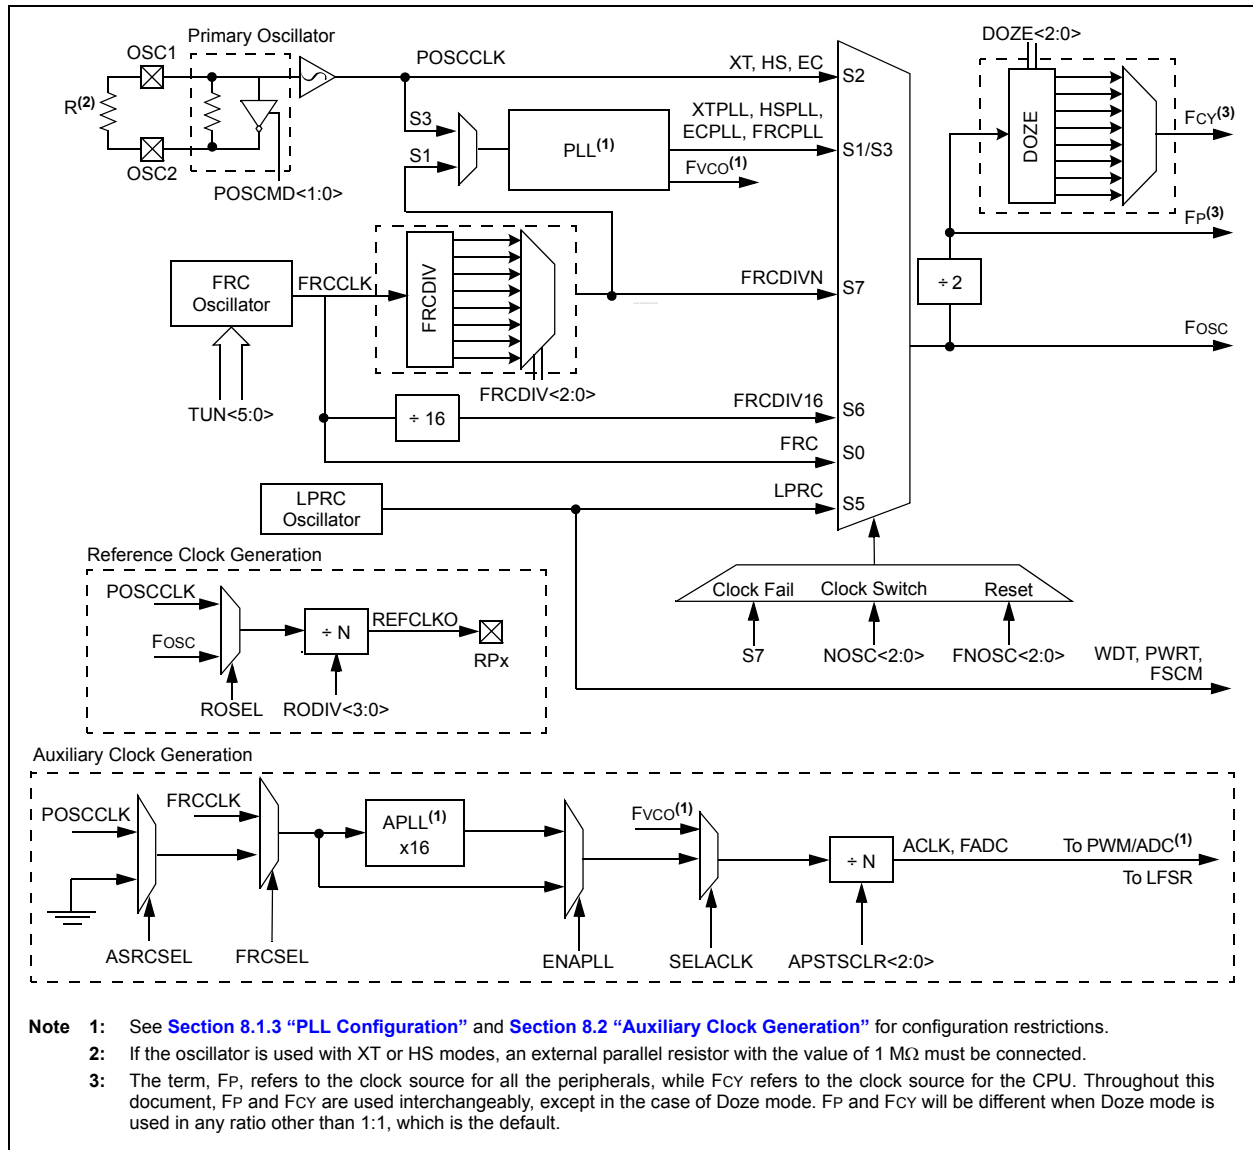 Primary Oscillator
OSC1
R(2)
OSC2
POSCMD<1:0>
POSCCLK
S3
S1
PLL(1)
XT, HS, EC
XTPLL, HSPLL,
ECPLL, FRCPLL
FVCO(1)
S2
S1/S3
DOZE<2:0>
DOZE
FCY(3)
FP(3)
÷ 2
FOSC
FRC
Oscillator
TUN<5:0>
FRCCLK
FRCDIV
FRCDIV<2:0>
FRCDIVN
S7
÷ 16
FRCDIV16
S6
FRC
S0
LPRC
Oscillator
LPRC
S5
Clock Fail
Clock Switch
Reset
S7
NOSC<2:0>
FNOSC<2:0>
WDT, PWRT,
FSCM
Reference Clock Generation
POSCCLK
FOSC
÷ N
REFCLKO
RPx
ROSEL
RODIV<3:0>
Auxiliary Clock Generation
POSCCLK
FRCCLK
APLL(1)
x16
FVCO(1)
÷ N
ACLK, FADC
To PWM/ADC(1)
To LFSR
ASRCSEL
FRCSEL
ENAPLL
SELACLK
APSTSCLR<2:0>
Note 1: See Section 8.1.3 “PLL Configuration” and Section 8.2 “Auxiliary Clock Generation” for configuration restrictions.
2: If the oscillator is used with XT or HS modes, an external parallel resistor with the value of 1 MΩ must be connected.
3: The term, FP, refers to the clock source for all the peripherals, while FCY refers to the clock source for the CPU. Throughout this
document, FP and FCY are used interchangeably, except in the case of Doze mode. FP and FCY will be different when Doze mode is
used in any ratio other than 1:1, which is the default.